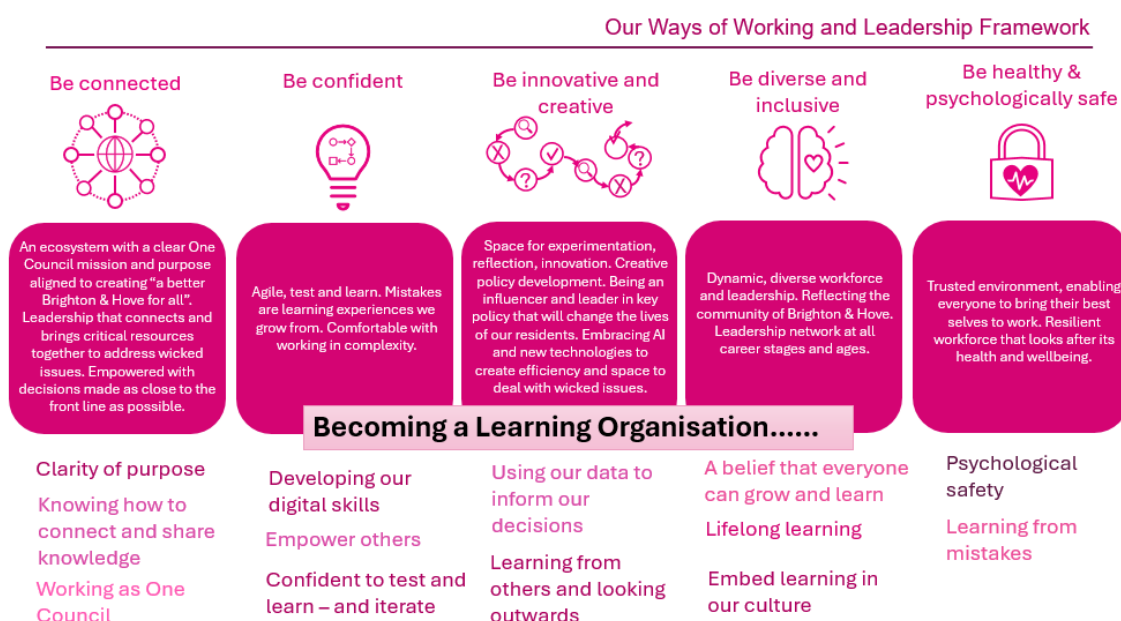 Our Ways of Working and Leadership Framework
Be connected
An ecosystem with a clear One
Council mission and purpose
aligned to creating “a better
Brighton & Hove for all”.
Leadership that connects and
brings critical resources
together to address wicked
issues. Empowered with
decisions made as close to the
front line as possible.
Be confident
Agile, test and learn. Mistakes
are learning experiences we
grow from. Comfortable with
working in complexity.
Be innovative and
creative
Space for experimentation,
reflection, innovation. Creative
policy development. Being an
influencer and leader in key
policy that will change the lives
of our residents. Embracing AI
and new technologies to
create efficiency and space to
deal with wicked issues.
Be diverse and
inclusive
Dynamic, diverse workforce
and leadership. Reflecting the
community of Brighton & Hove.
Leadership network at all
career stages and ages.
Be healthy &
psychologically safe
Trusted environment, enabling
everyone to bring their best
selves to work. Resilient
workforce that looks after its
health and wellbeing.
Becoming a Learning Organisation......
Clarity of purpose
Knowing how to
connect and share
knowledge
Working as One
Council
Developing our
digital skills
Empower others
Confident to test and
learn – and iterate
Using our data to
inform our
decisions
Learning from
others and looking
outwards
A belief that everyone
can grow and learn
Lifelong learning
Embed learning in
our culture
Psychological
safety
Learning from
mistakes